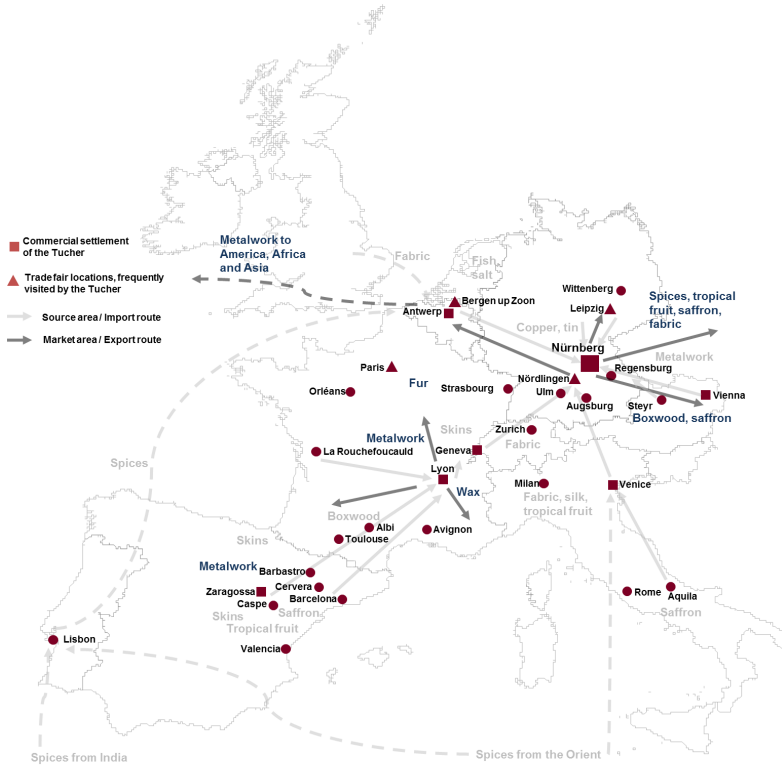 Commercial settlement
of the Tucher
Trade fair locations, frequently
visited by the Tucher
Source area / Import route
Market area / Export route
Metalwork to
America, Africa
and Asia
Fabric
Fish
salt
Bergen up Zoon
Antwerp
Wittenberg
Leipzig
Spices, tropical
fruit, saffron,
fabric
Copper, tin
Nürnberg
Metalwork
Regensburg
Paris
Nördlingen
Orléans
Fur
Strasbourg
Ulm
Augsburg
Steyr
Vienna
Boxwood, saffron
Zurich
Fabric
Skins
Metalwork
Geneva
La Rouchefoucauld
Lyon
Spices
Wax
Milan
Venice
Fabric, silk,
tropical fruit
Boxwood
Albi
Avignon
Skins
Toulouse
Metalwork
Barbastro
Cervera
Zaragossa
Barcelona
Caspe
Saffron
Skins
Tropical fruit
Rome
Aquila
Saffron
Lisbon
Valencia
Spices from India
Spices from the Orient